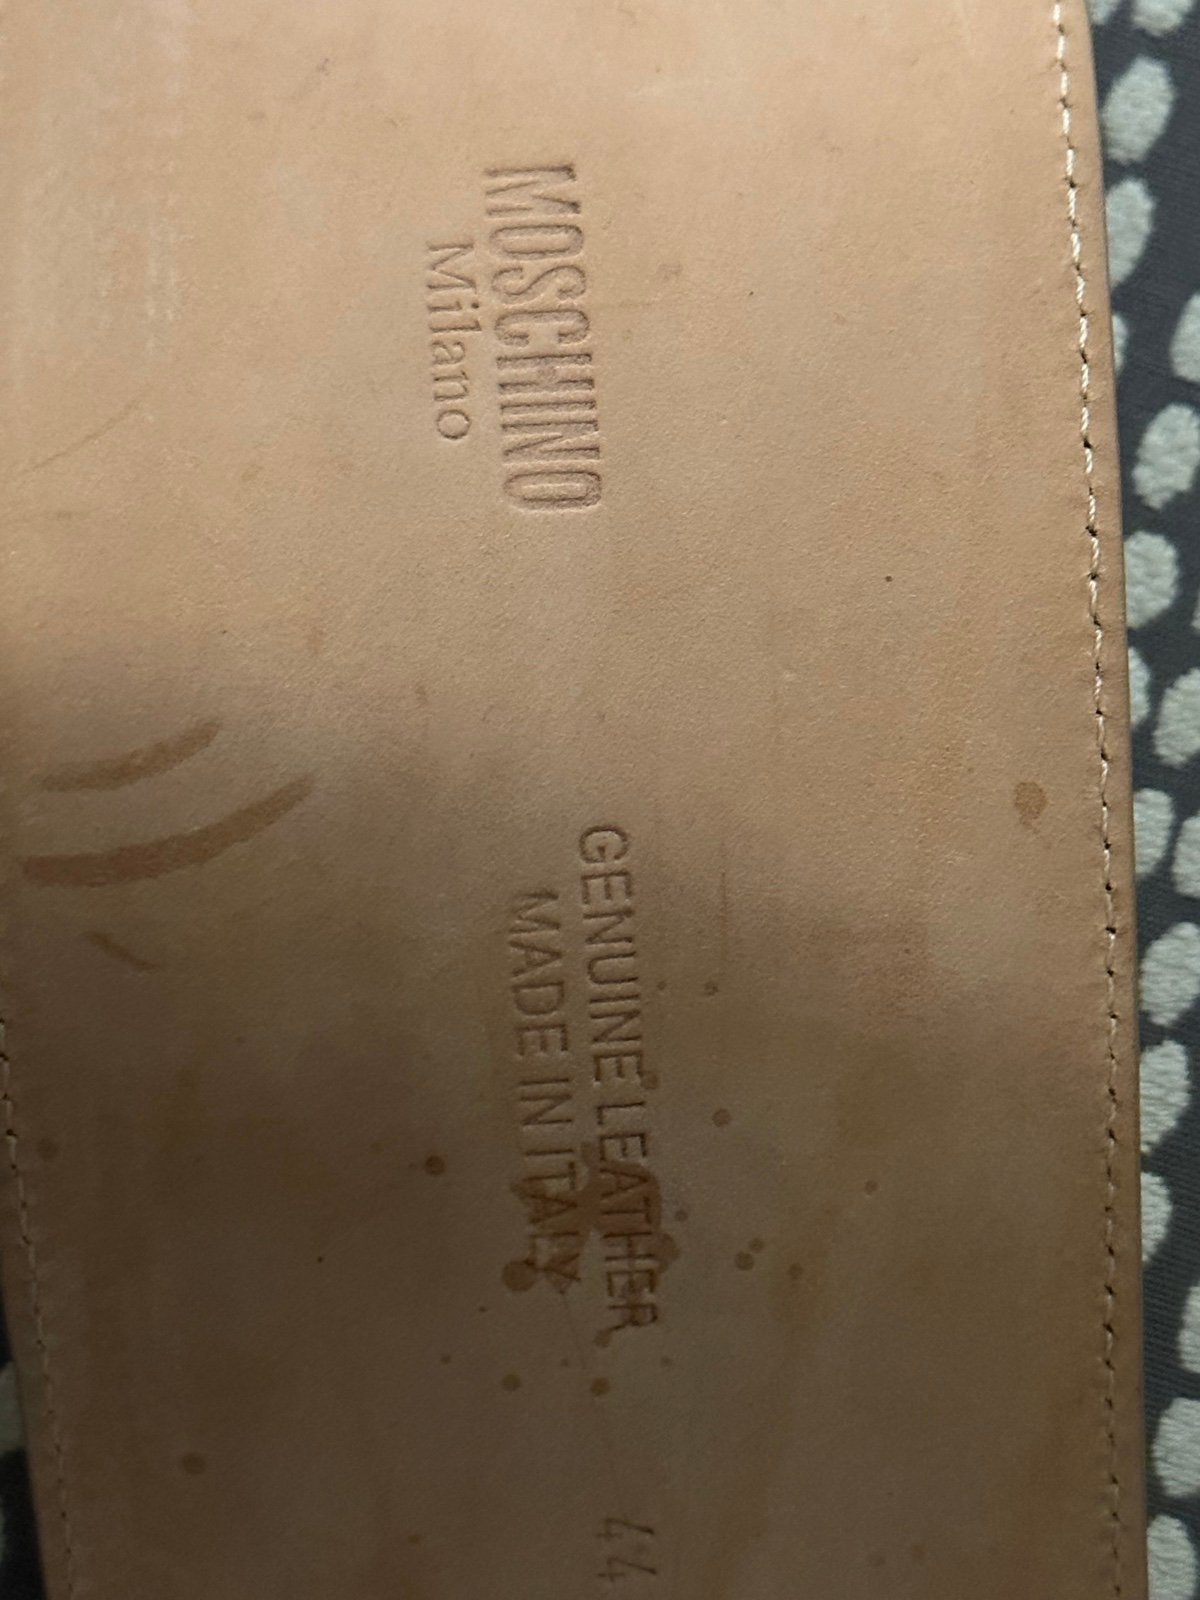 MOSCHINO
Milano
GENUINE LEATHER
MADE IN ITALY
44